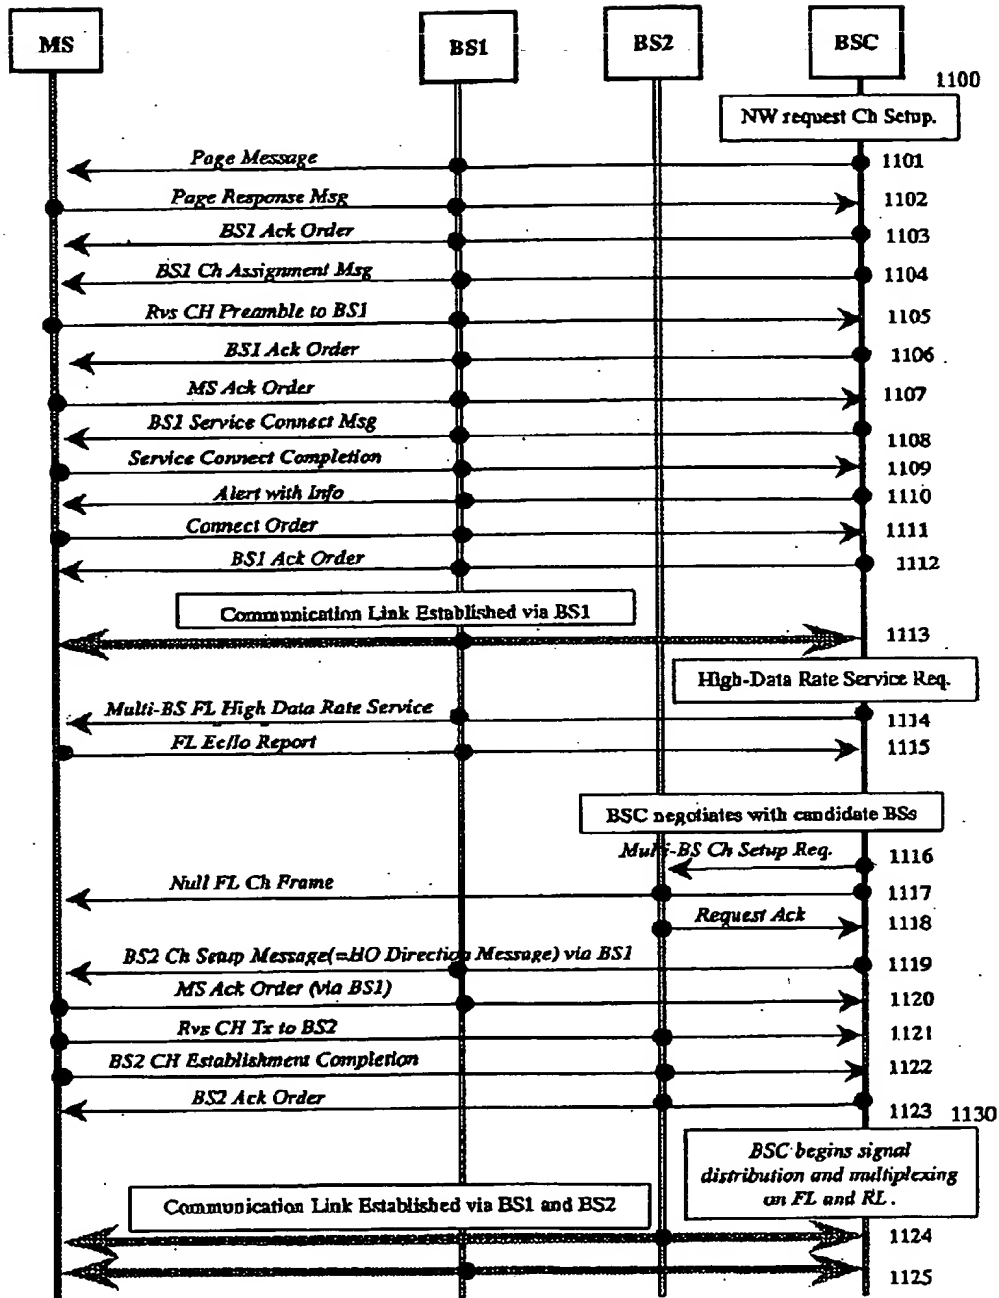 MS
BS1
BS2
BSC
1100
NW request Ch Setup.
Page Message
1101
Page Response Msg
1102
BS1 Ack Order
1103
BS1 Ch Assignment Msg
1104
Rvs CH Preamble to BS1
1105
BS1 Ack Order
1106
MS Ack Order
1107
BS1 Service Connect Msg
1108
Service Connect Completion
1109
Alert with Info
1110
Connect Order
1111
BS1 Ack Order
1112
Communication Link Established via BS1
1113
High-Data Rate Service Req.
Multi-BS FL High Data Rate Service
1114
FL Ec/Io Report
1115
BSC negotiates with candidate BSs
Multi-BS Ch Setup Req.
1116
Null FL Ch Frame
1117
Request Ack
1118
BS2 Ch Setup Message(=HO Direction Message) via BS1
1119
MS Ack Order (via BS1)
1120
Rvs CH Tx to BS2
1121
BS2 CH Establishment Completion
1122
BS2 Ack Order
1123
1130
BSC begins signal
distribution and multiplexing
on FL and RL.
Communication Link Established via BS1 and BS2
1124
1125